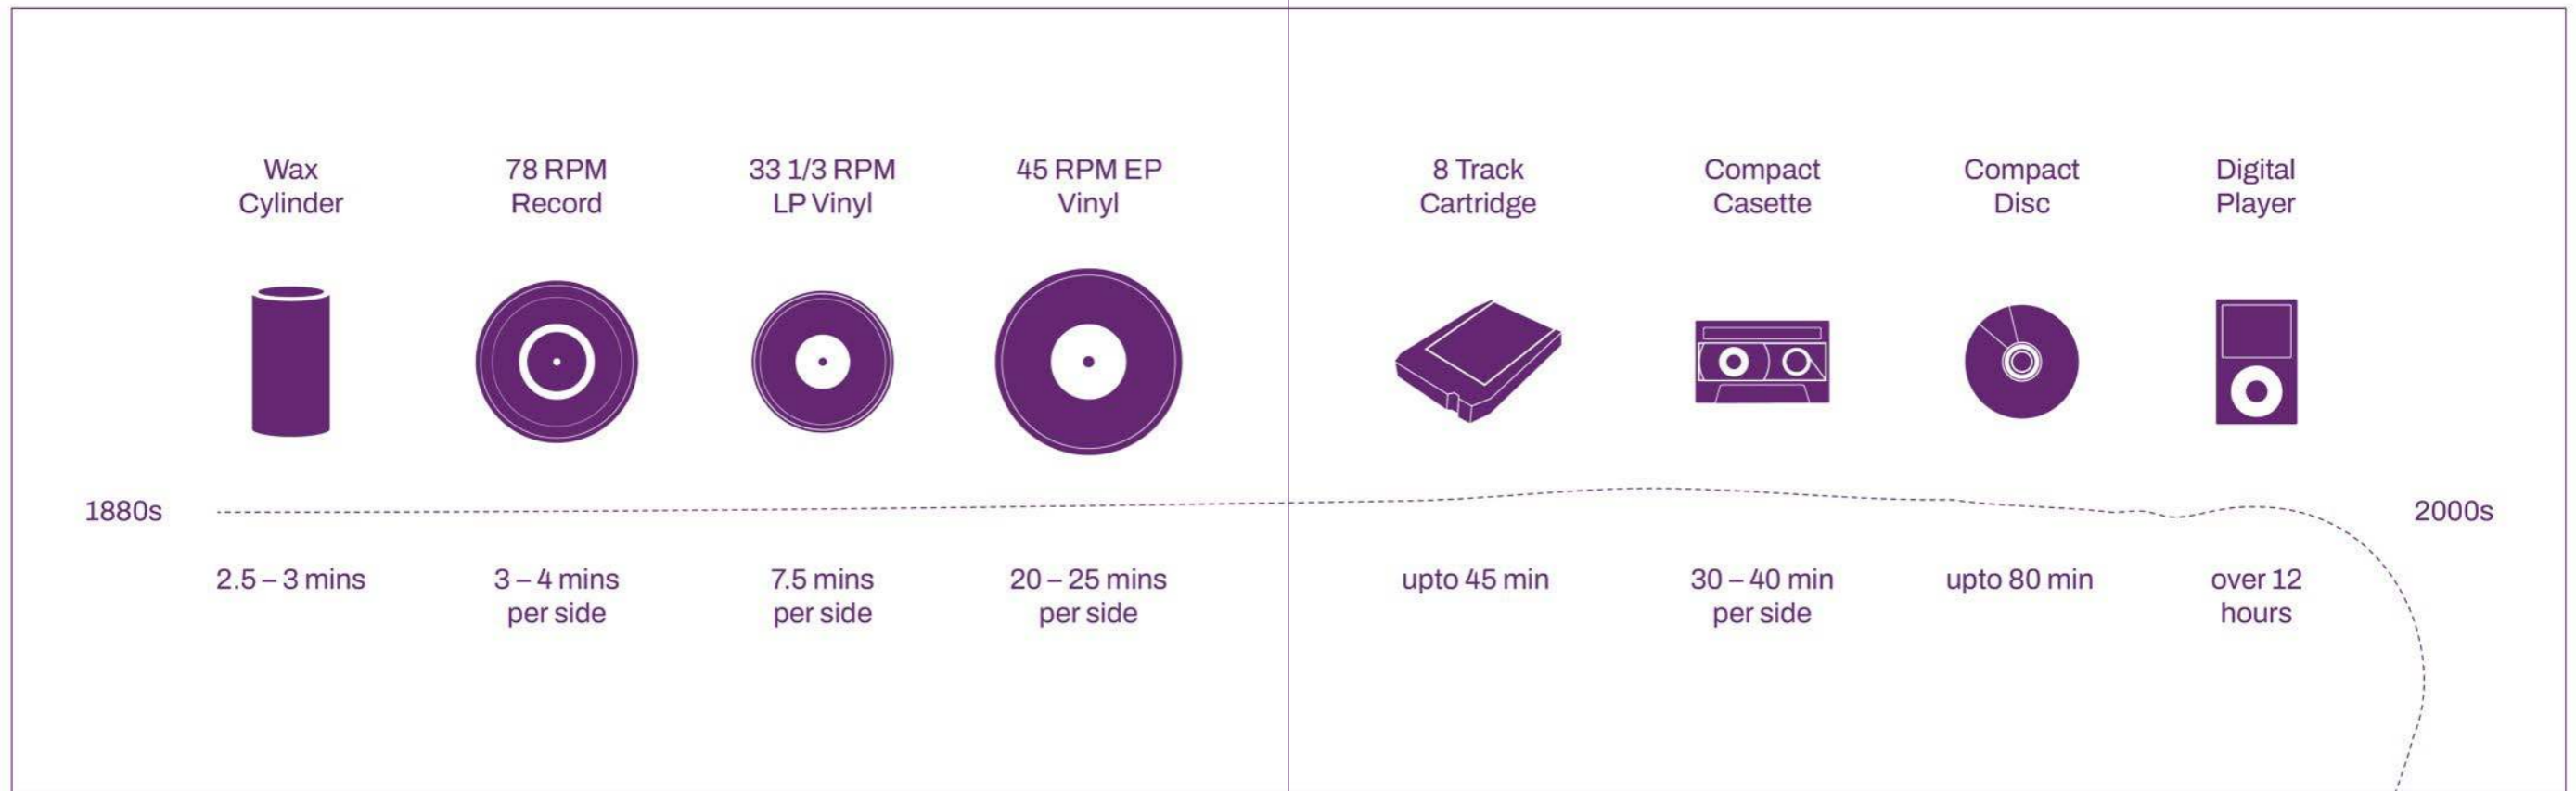 Wax
Cylinder
78 RPM
Record
33 1/3 RPM
LP Vinyl
45 RPM EP
Vinyl
8 Track
Cartridge
Compact
Casette
Compact
Disc
Digital
Player
1880s
2000s
2.5 – 3 mins
3 – 4 mins
per side
7.5 mins
per side
20 – 25 mins
per side
upto 45 min
30 – 40 min
per side
upto 80 min
over 12
hours